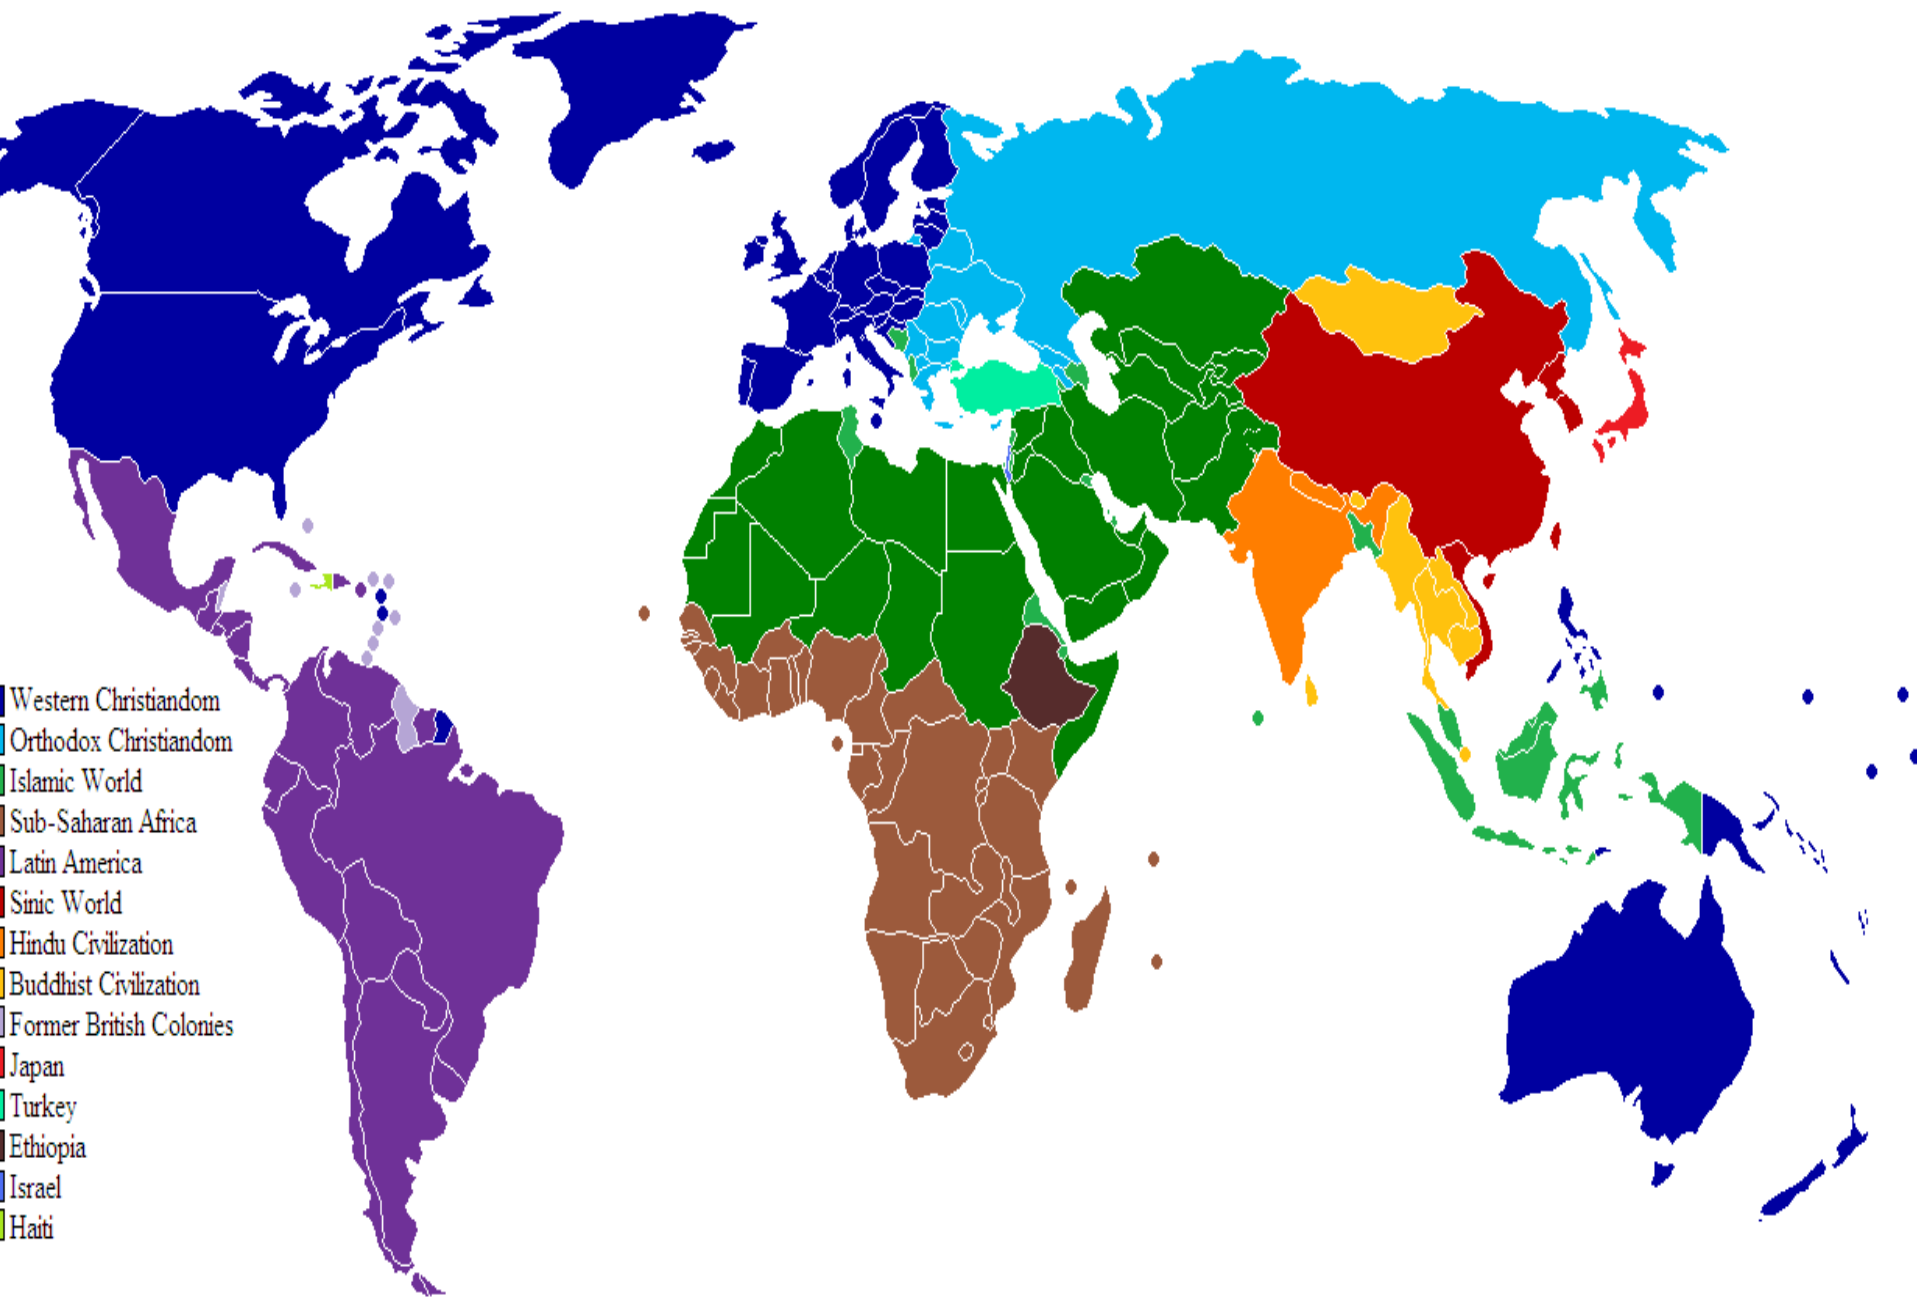 Western Christiandom
Orthodox Christiandom
Islamic World
Sub-Saharan Africa
Latin America
Sinic World
Hindu Civilization
Buddhist Civilization
Former British Colonies
Japan
Turkey
Ethiopia
Israel
Haiti